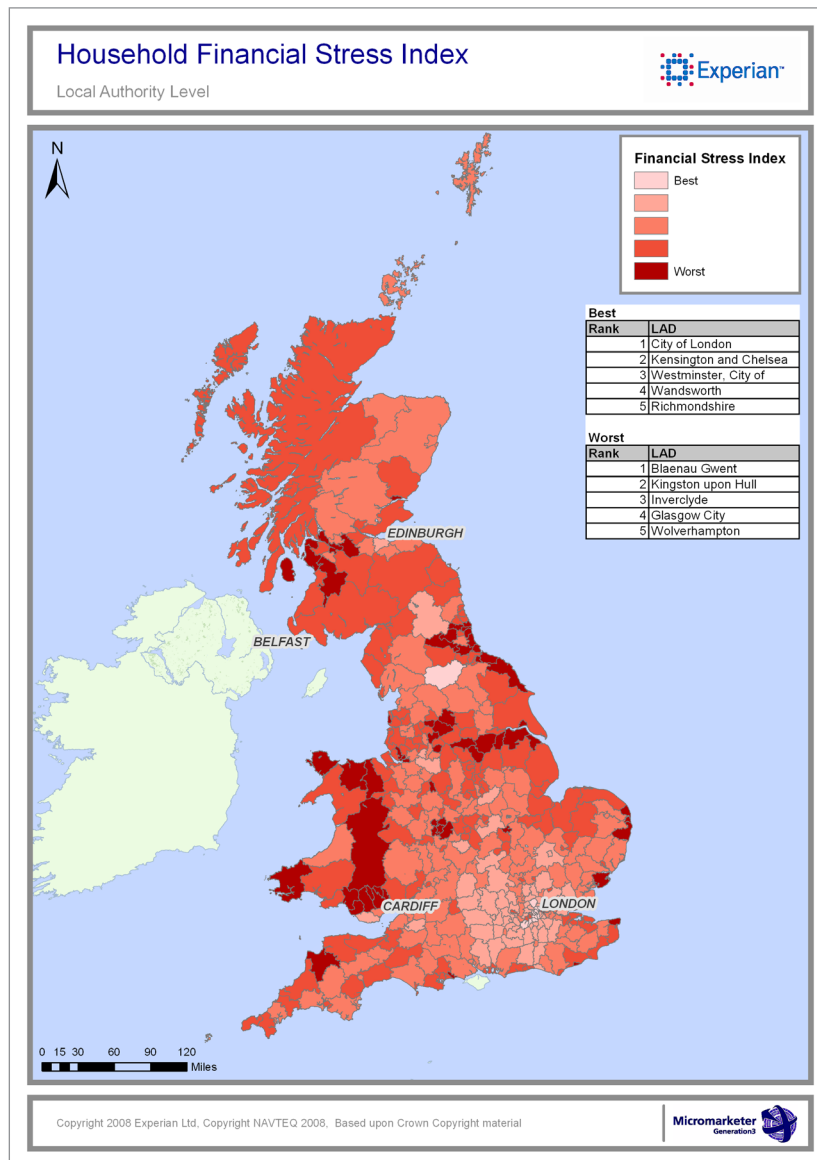 Household Financial Stress Index
Local Authority Level
Experian™
N
Financial Stress Index
Best
Worst
Best
Rank LAD
1 City of London
2 Kensington and Chelsea
3 Westminster, City of
4 Wandsworth
5 Richmondshire
Worst
Rank LAD
1 Blaenau Gwent
2 Kingston upon Hull
3 Inverclyde
4 Glasgow City
5 Wolverhampton
EDINBURGH
BELFAST
CARDIFF
LONDON
0 15 30 60 90 120
Miles
Copyright 2008 Experian Ltd, Copyright NAVTEQ 2008, Based upon Crown Copyright material
Micromarketer
Generation3